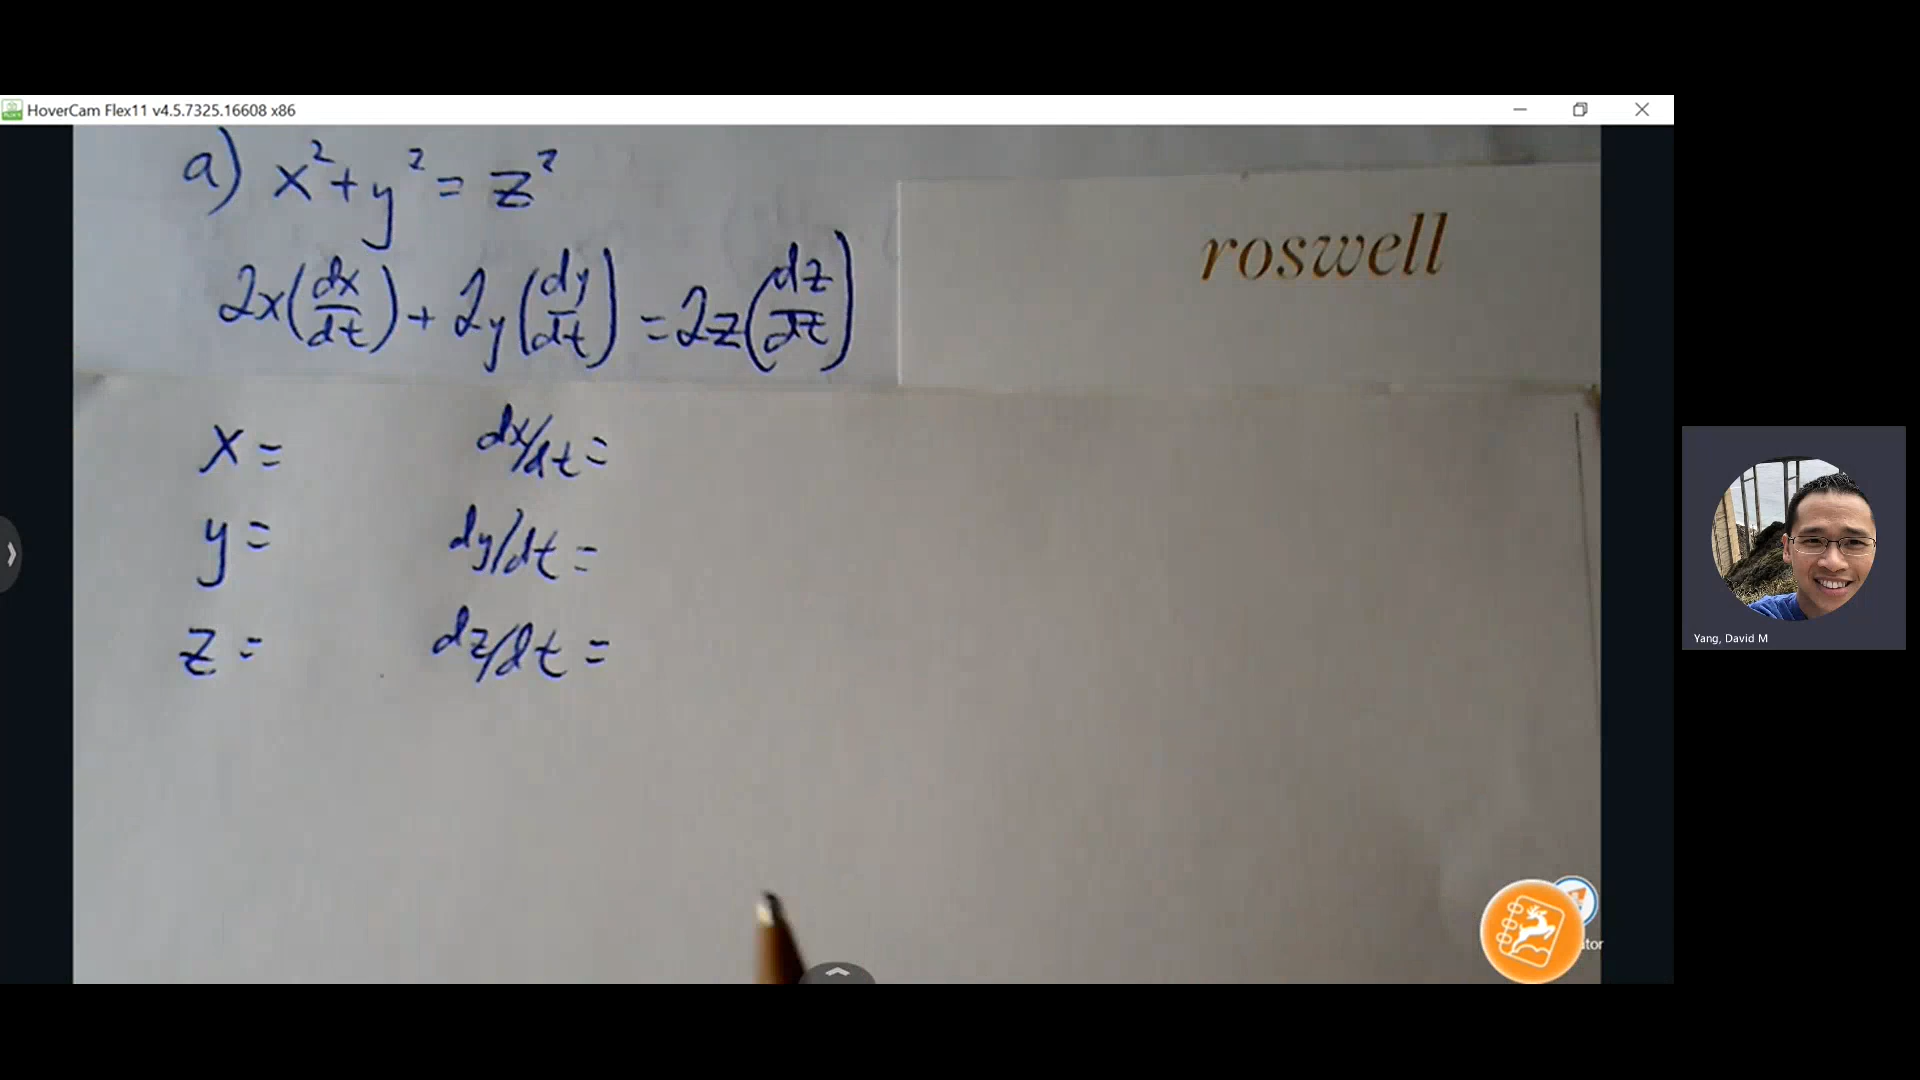 HoverCam Flex11 v4.5.7325.16608 x86
a) x² + y² = z²
2x(dx/dt) + 2y(dy/dt) = 2z(dz/dt)
roswell
x = dx/dt =
y = dy/dt =
z = dz/dt =
Yang, David M